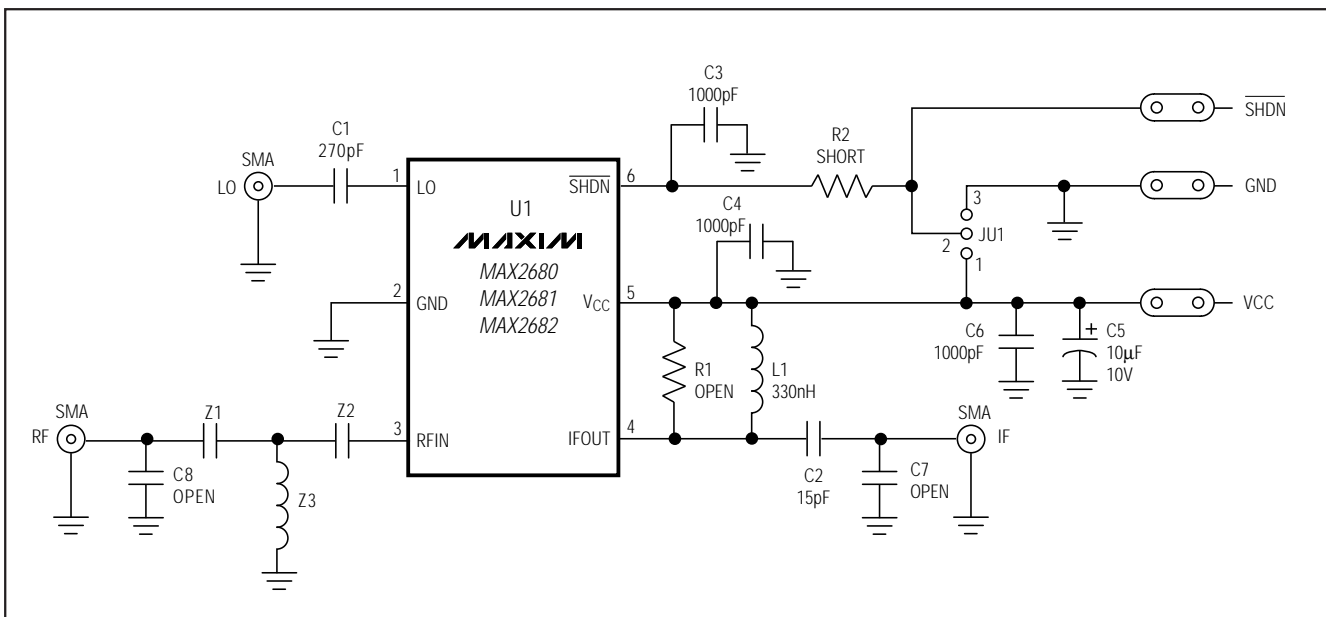 C3
1000pF
SHDN
C1
270pF
R2
SHORT
SMA
LO
1
LO
SHDN
6
3
GND
C4
1000pF
U1
MAXIM
JU1
2
MAX2680
MAX2681
MAX2682
1
2
GND
VCC
5
VCC
C6
1000pF
+
C5
10μF
10V
R1
OPEN
L1
330nH
SMA
RF
Z1
Z2
3
RFIN
IFOUT
4
SMA
IF
C8
OPEN
Z3
C2
15pF
C7
OPEN